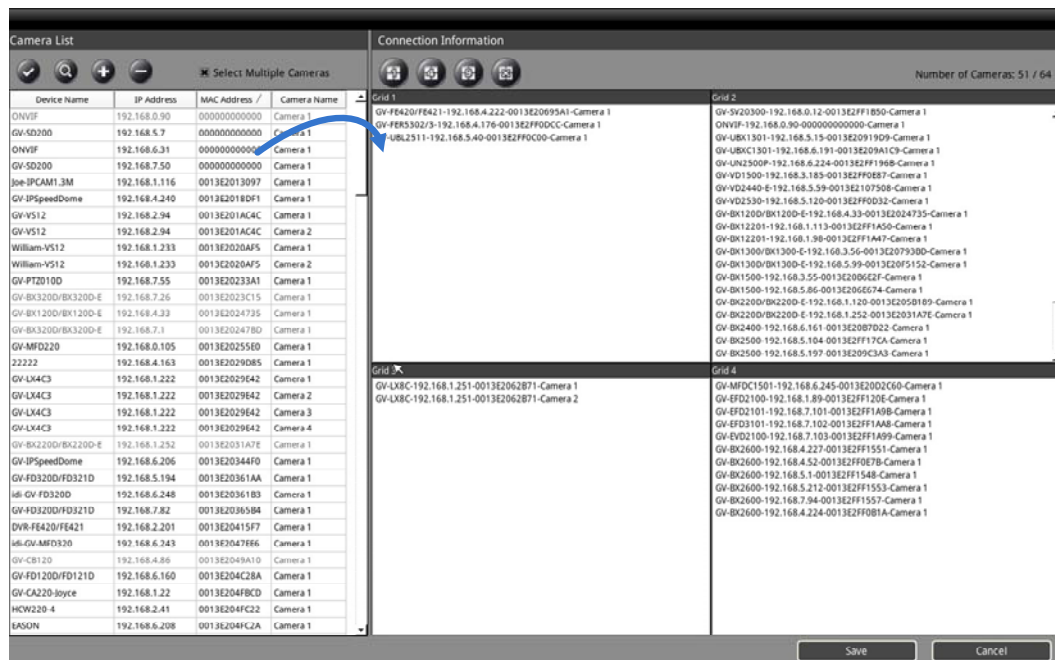 Camera List
Connection Information
Select Multiple Cameras
Number of Cameras: 51 / 64
Device Name IP Address MAC Address / Camera Name
ONVIF 192.168.0.90 000000000000 Camera 1
GV-SD200 192.168.5.7 000000000000 Camera 1
ONVIF 192.168.6.31 000000000000 Camera 1
GV-SD200 192.168.7.50 000000000000 Camera 1
Joe-IPCAM1.3M 192.168.1.116 0013E2013097 Camera 1
GV-IPSpeedDome 192.168.4.240 0013E2018DF1 Camera 1
GV-VS12 192.168.2.94 0013E201AC4C Camera 1
GV-VS12 192.168.2.94 0013E201AC4C Camera 2
William-VS12 192.168.1.233 0013E2020AF5 Camera 1
William-VS12 192.168.1.233 0013E2020AF5 Camera 2
GV-PTZ010D 192.168.7.55 0013E20233A1 Camera 1
GV-BX320D/BX320D-E 192.168.7.26 0013E2023C15 Camera 1
GV-BX120D/BX120D-E 192.168.4.33 0013E2024735 Camera 1
GV-BX320D/BX320D-E 192.168.7.1 0013E20247BD Camera 1
GV-MFD220 192.168.0.105 0013E20255E0 Camera 1
22222 192.168.4.163 0013E2029D85 Camera 1
GV-LX4C3 192.168.1.222 0013E2029E42 Camera 1
GV-LX4C3 192.168.1.222 0013E2029E42 Camera 2
GV-LX4C3 192.168.1.222 0013E2029E42 Camera 3
GV-LX4C3 192.168.1.222 0013E2029E42 Camera 4
GV-BX220D/BX220D-E 192.168.1.252 0013E2031A7E Camera 1
GV-IPSpeedDome 192.168.6.206 0013E20344F0 Camera 1
GV-FD320D/FD321D 192.168.5.194 0013E20361AA Camera 1
idi-GV-FD320D 192.168.6.248 0013E20361B3 Camera 1
GV-FD320D/FD321D 192.168.7.82 0013E20365B4 Camera 1
DVR-FE420/FE421 192.168.2.201 0013E20415F7 Camera 1
idi-GV-MFD320 192.168.6.243 0013E2047EE6 Camera 1
GV-CB120 192.168.4.86 0013E2049A10 Camera 1
GV-FD120D/FD121D 192.168.6.160 0013E204C28A Camera 1
GV-CA220-Joyce 192.168.1.22 0013E204FBCD Camera 1
HCW220-4 192.168.2.41 0013E204FC22 Camera 1
EASON 192.168.6.208 0013E204FC2A Camera 1
Grid 1
GV-FE420/FE421-192.168.4.222-0013E20695A1-Camera 1
GV-FER5302/3-192.168.4.176-0013E2FF0DCC-Camera 1
-UBL2511-192.168.5.40-0013E2FF0C00-Camera 1
Grid 2
GV-SV20300-192.168.0.12-0013E2FF1B50-Camera 1
ONVIF-192.168.0.90-000000000000-Camera 1
GV-UBX1301-192.168.5.15-0013E20919D9-Camera 1
GV-UBXC1301-192.168.6.191-0013E209A1C9-Camera 1
GV-UN2500P-192.168.6.224-0013E2FF196B-Camera 1
GV-VD1500-192.168.3.185-0013E2FF0E87-Camera 1
GV-VD2440-E-192.168.5.59-0013E2107508-Camera 1
GV-VD2530-192.168.5.120-0013E2FF0D32-Camera 1
GV-BX120D/BX120D-E-192.168.4.33-0013E2024735-Camera 1
GV-BX12201-192.168.1.113-0013E2FF1A50-Camera 1
GV-BX12201-192.168.1.98-0013E2FF1A47-Camera 1
GV-BX1300/BX1300-E-192.168.3.56-0013E20793BD-Camera 1
GV-BX130D/BX130D-E-192.168.5.99-0013E20F5152-Camera 1
GV-BX1500-192.168.3.55-0013E20B6E2F-Camera 1
GV-BX1500-192.168.5.86-0013E206E674-Camera 1
GV-BX220D/BX220D-E-192.168.1.120-0013E205B1B9-Camera 1
GV-BX220D/BX220D-E-192.168.1.252-0013E2031A7E-Camera 1
GV-BX2400-192.168.6.161-0013E20B7D22-Camera 1
GV-BX2500-192.168.5.104-0013E2FF17CA-Camera 1
GV-BX2500-192.168.5.197-0013E209C3A3-Camera 1
Grid 3
GV-LX8C-192.168.1.251-0013E2062B71-Camera 1
GV-LX8C-192.168.1.251-0013E2062B71-Camera 2
Grid 4
GV-MFDC1501-192.168.6.245-0013E20D2C60-Camera 1
GV-EFD2100-192.168.1.89-0013E2FF120E-Camera 1
GV-EFD2101-192.168.7.101-0013E2FF1A9B-Camera 1
GV-EFD3101-192.168.7.102-0013E2FF1AA8-Camera 1
GV-EVD2100-192.168.7.103-0013E2FF1A99-Camera 1
GV-BX2600-192.168.4.227-0013E2FF1551-Camera 1
GV-BX2600-192.168.4.52-0013E2FF0E7B-Camera 1
GV-BX2600-192.168.5.1-0013E2FF1548-Camera 1
GV-BX2600-192.168.5.212-0013E2FF1553-Camera 1
GV-BX2600-192.168.7.94-0013E2FF1557-Camera 1
GV-BX2600-192.168.4.224-0013E2FF0B1A-Camera 1
Save
Cancel